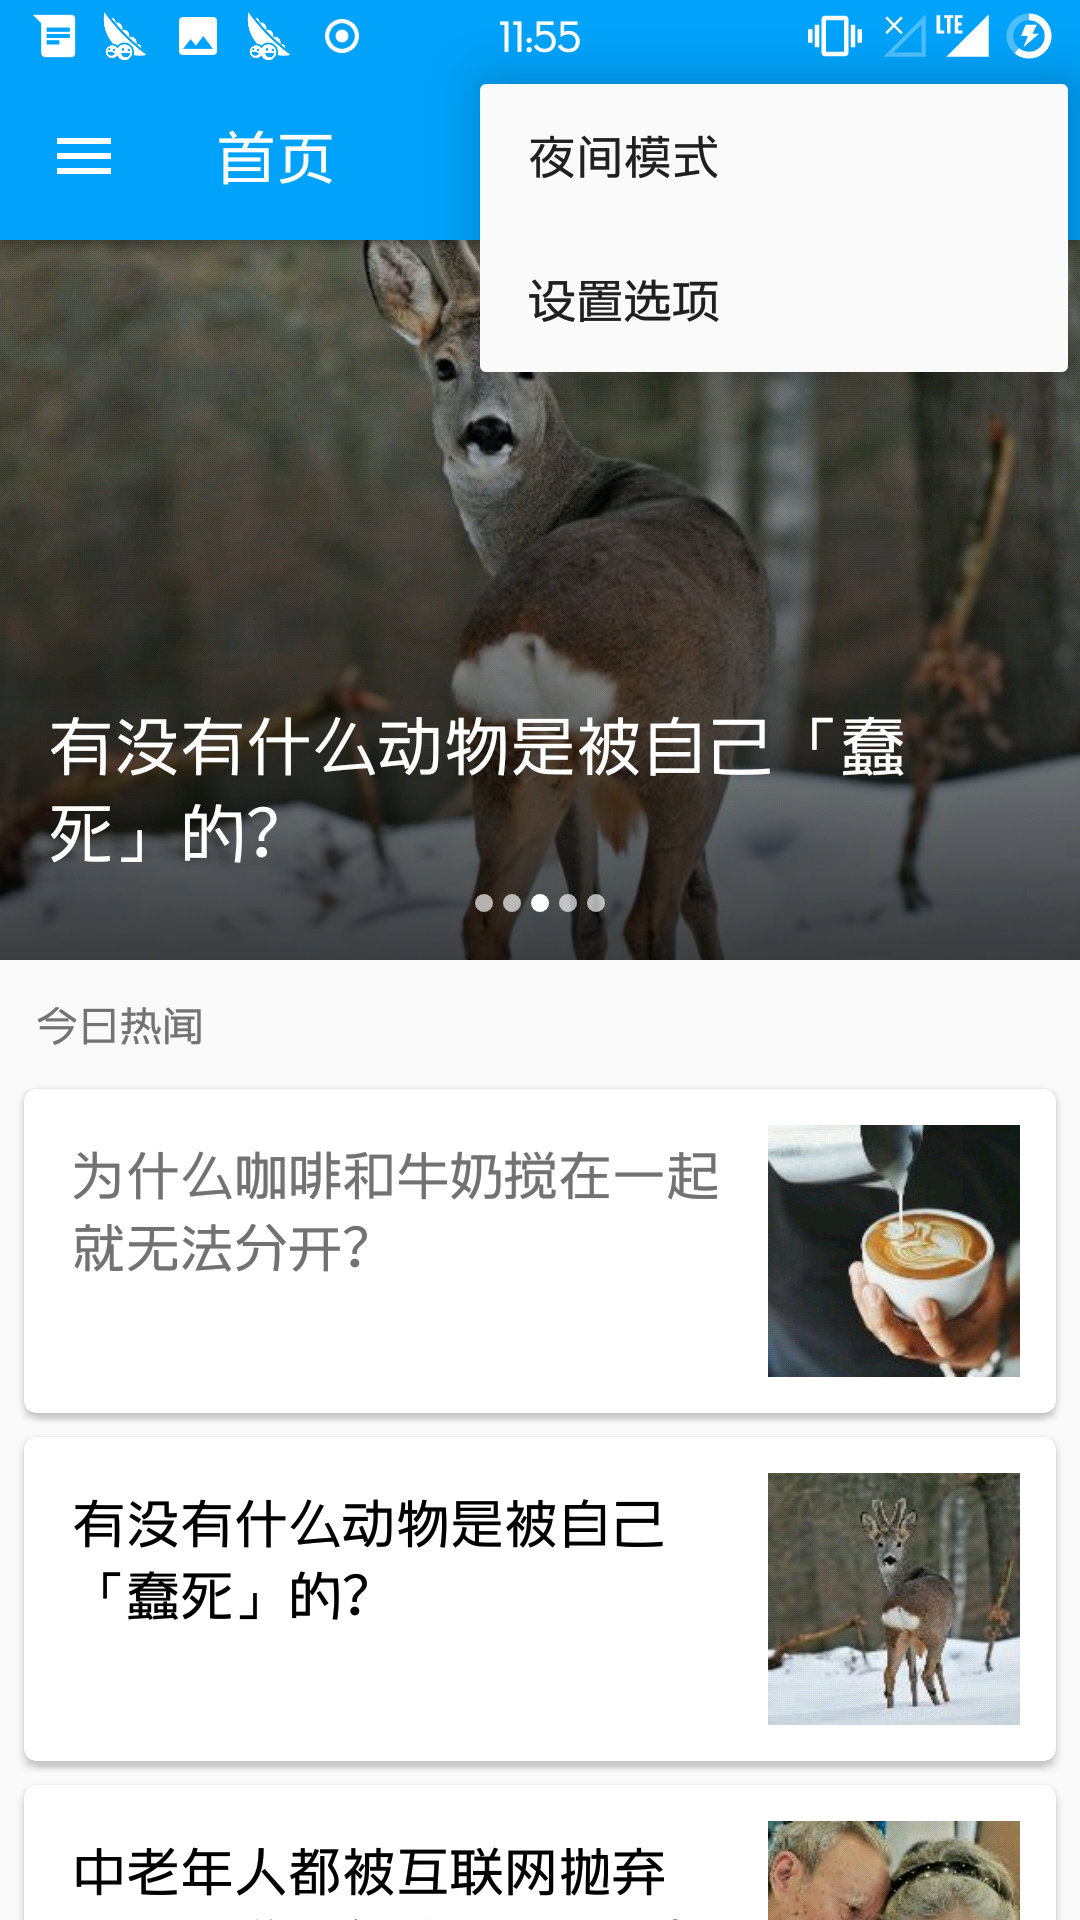 11:55
LTE
首页
夜间模式
设置选项
有没有什么动物是被自己「蠢
死」的?
今日热闻
为什么咖啡和牛奶搅在一起
就无法分开?
有没有什么动物是被自己
「蠢死」的?
中老年人都被互联网抛弃